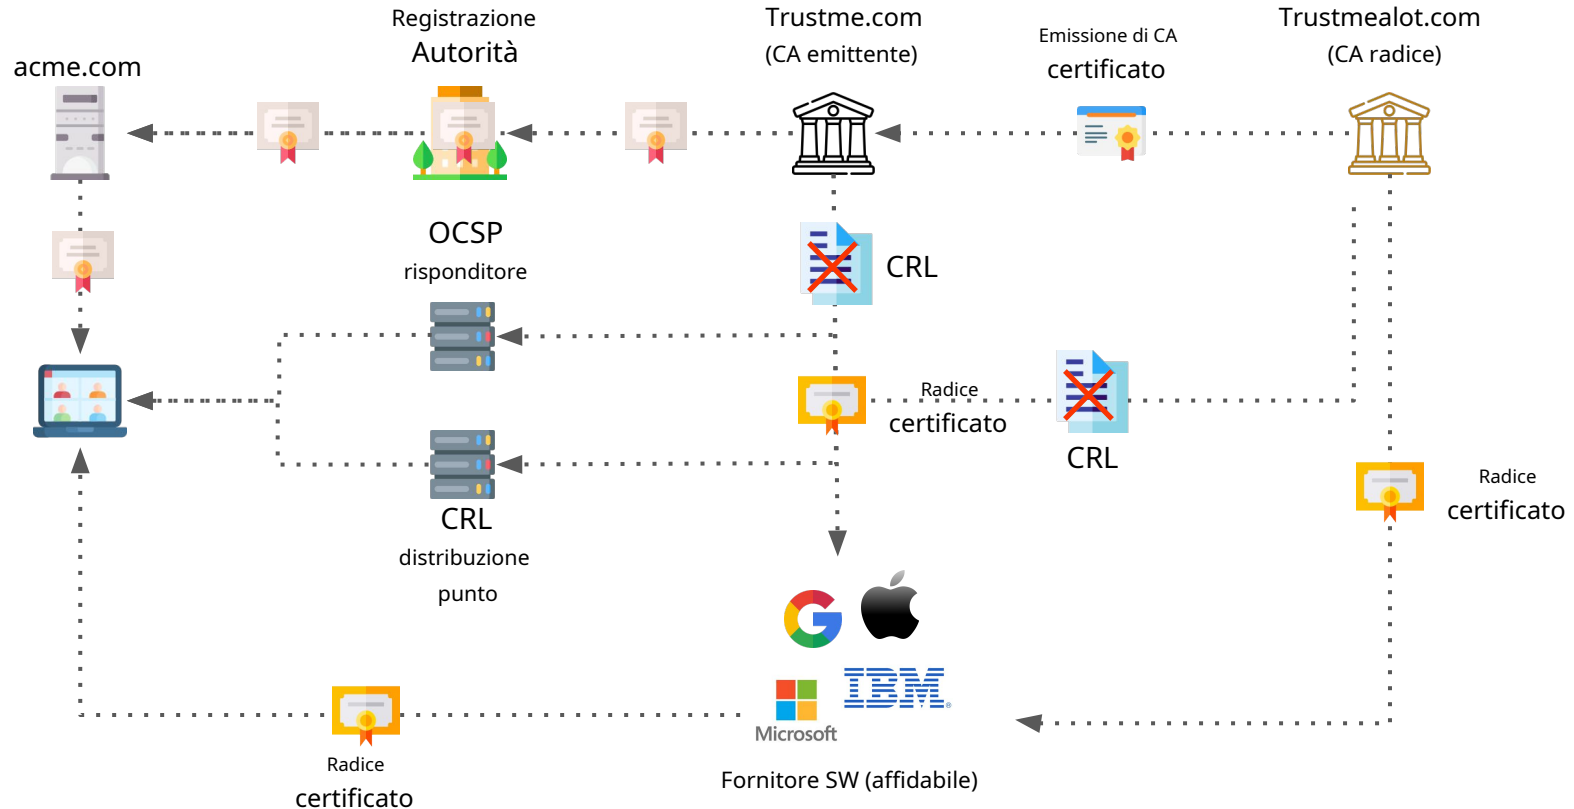 acme.com
Registrazione
Autorità
Trustme.com
(CA emittente)
Emissione di CA
certificato
Trustmealot.com
(CA radice)
OCSP
risponditore
CRL
Radice
certificato
CRL
Radice
certificato
CRL
distribuzione
punto
IBM
Microsoft
Radice
certificato
Fornitore SW (affidabile)